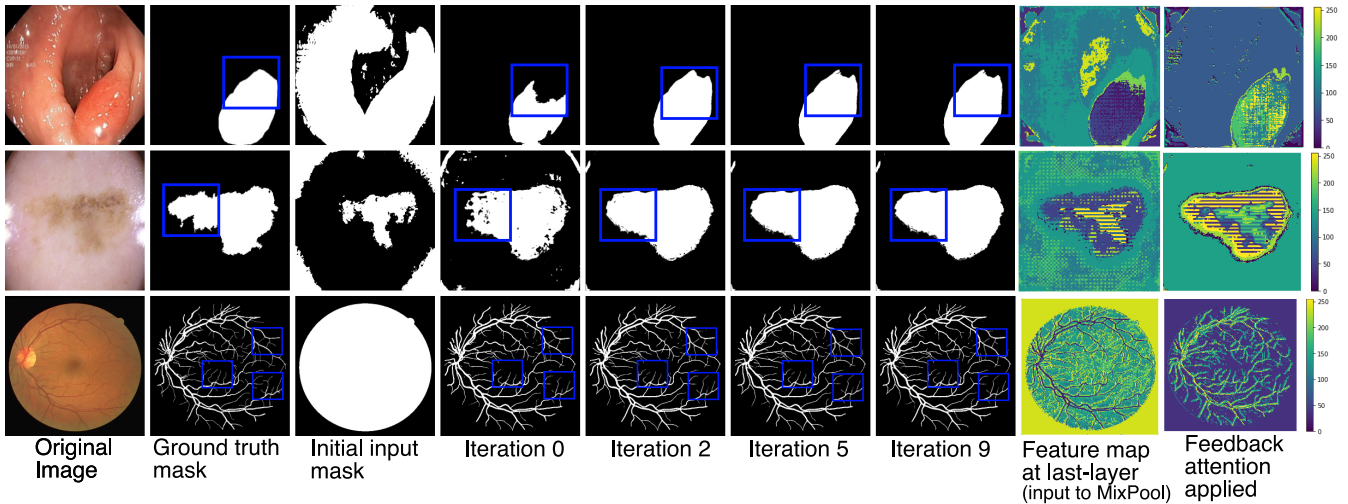 250
200
150
100
50
0
250
200
150
100
50
0
250
200
150
100
50
0
Original
Image
Ground truth
mask
Initial input
mask
Iteration 0
Iteration 2
Iteration 5
Iteration 9
Feature map
at last-layer
(input to MixPool)
Feedback
attention
applied